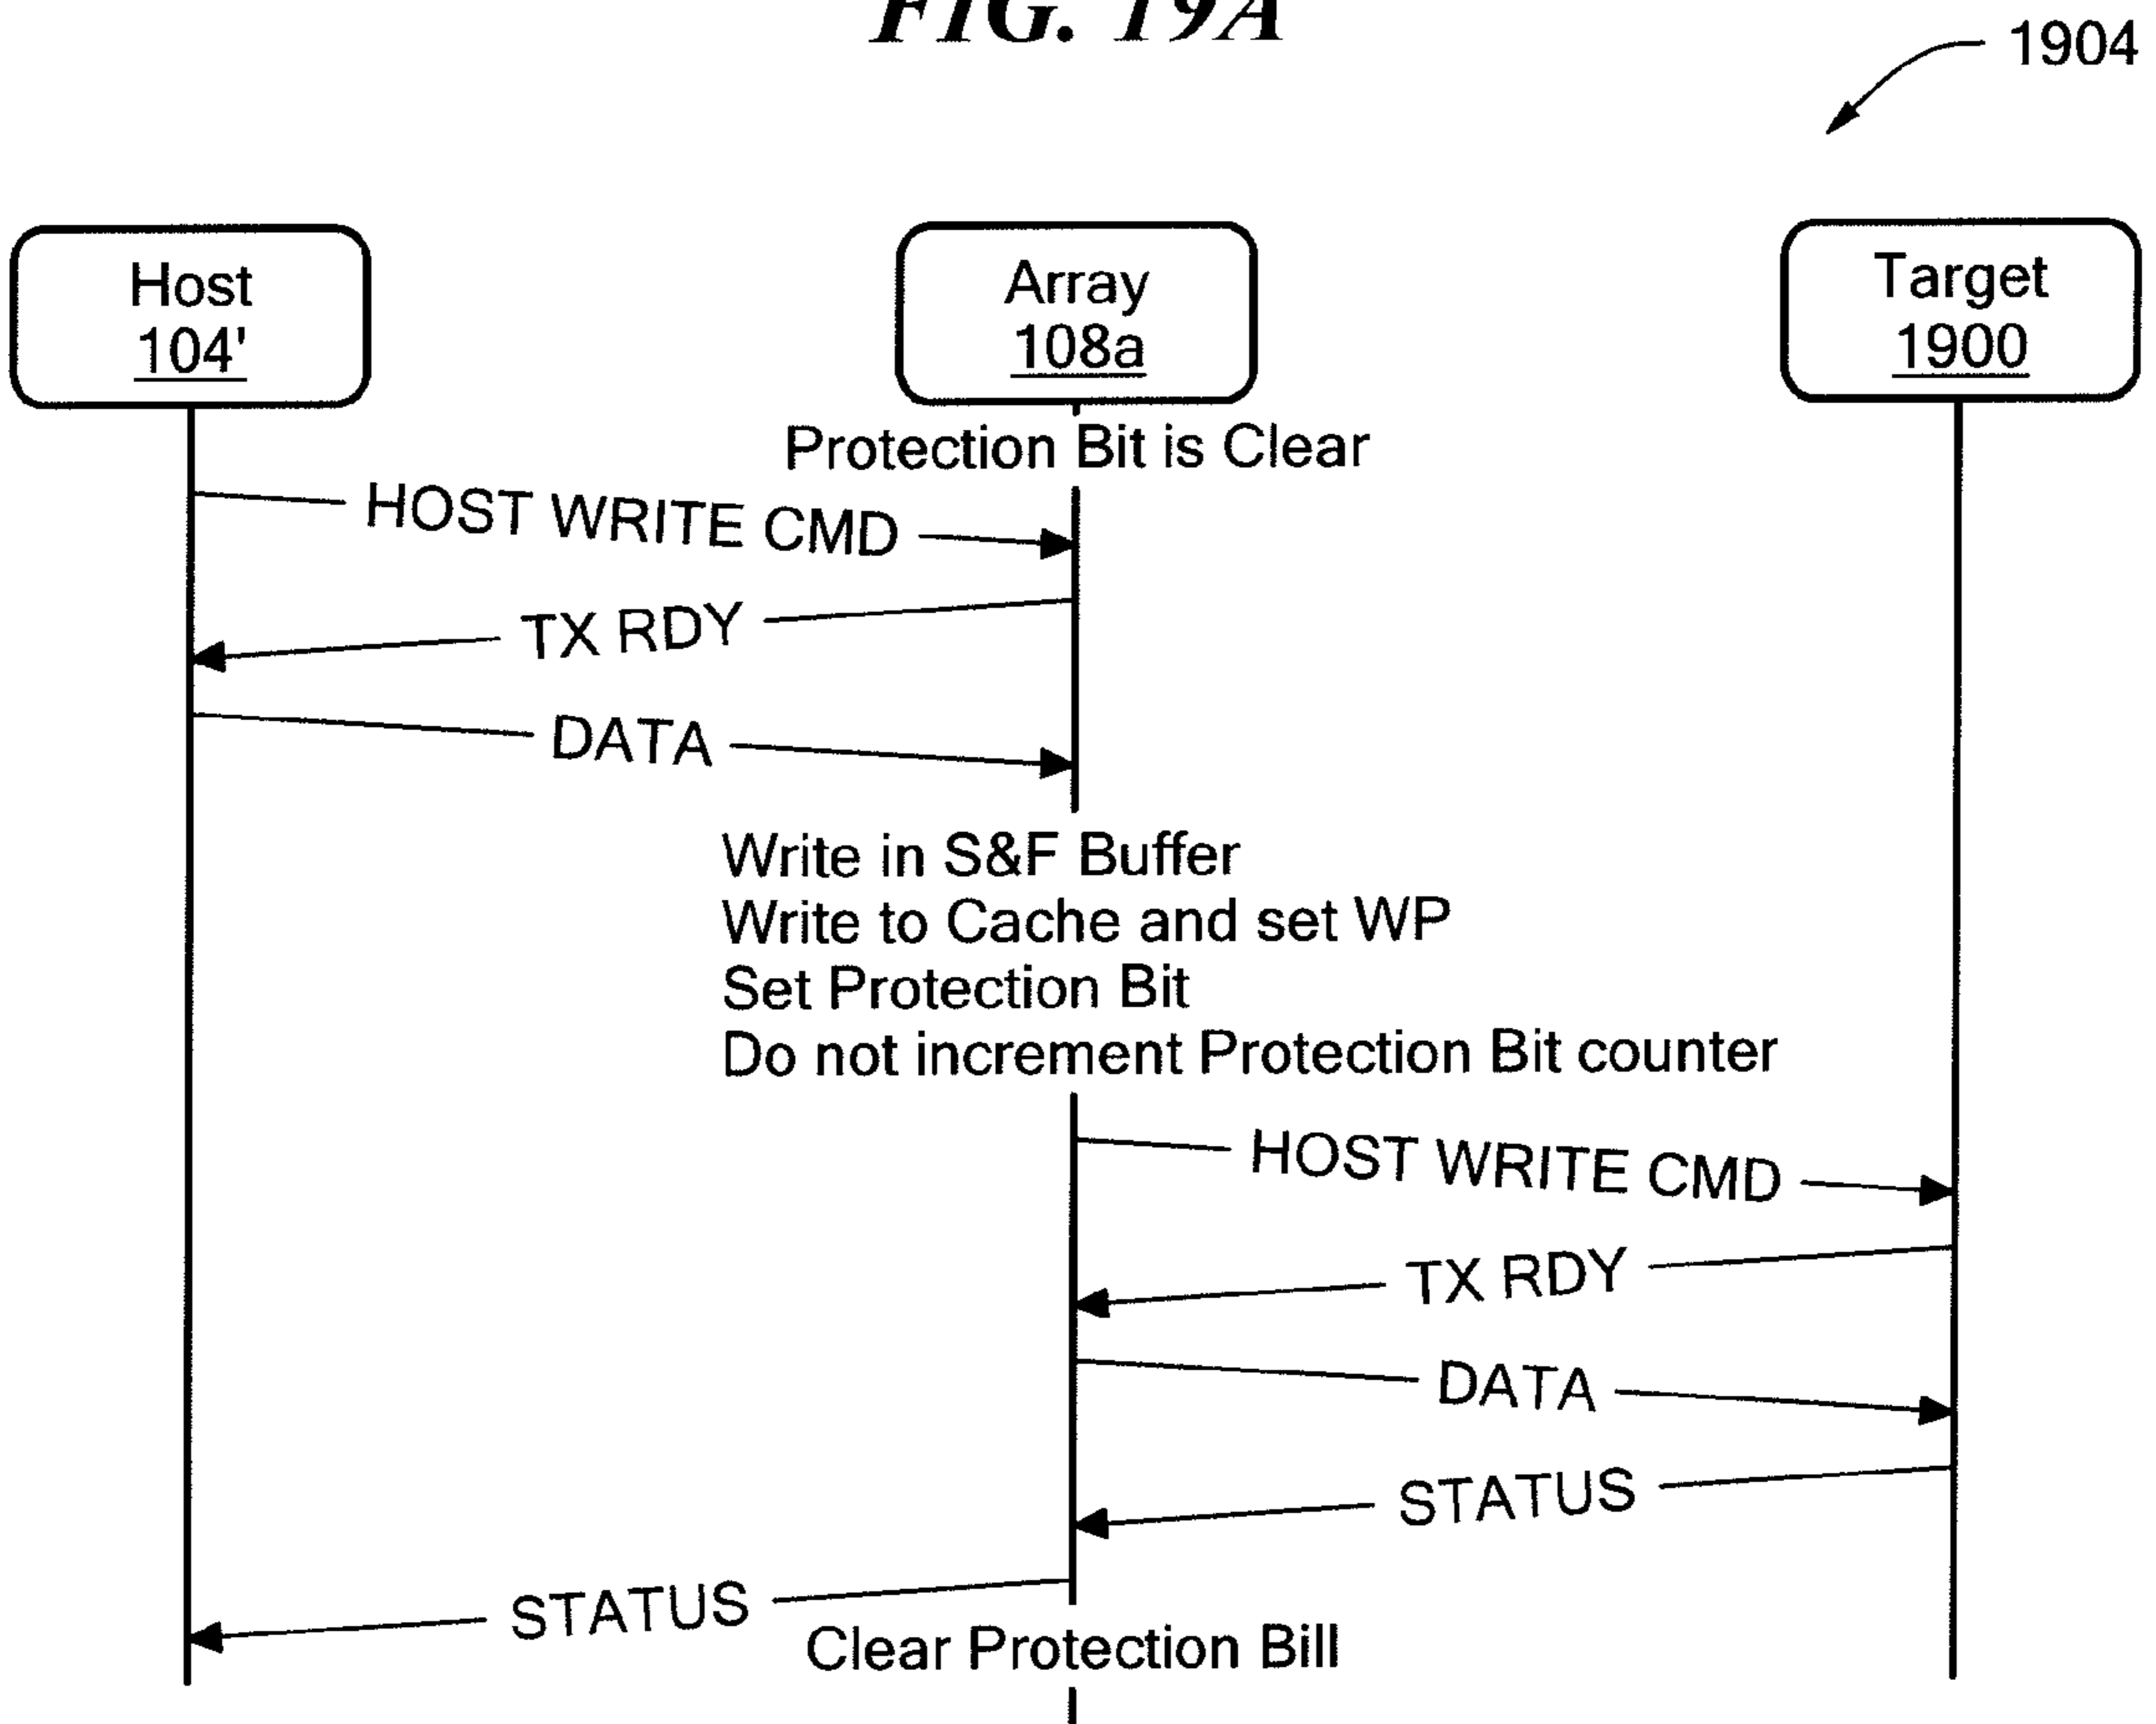 FIG. 19A
1904
Host
104'
Array
108a
Target
1900
Protection Bit is Clear
HOST WRITE CMD
TX RDY
DATA
Write in S&F Buffer
Write to Cache and set WP
Set Protection Bit
Do not increment Protection Bit counter
HOST WRITE CMD
TX RDY
DATA
STATUS
STATUS
Clear Protection Bill